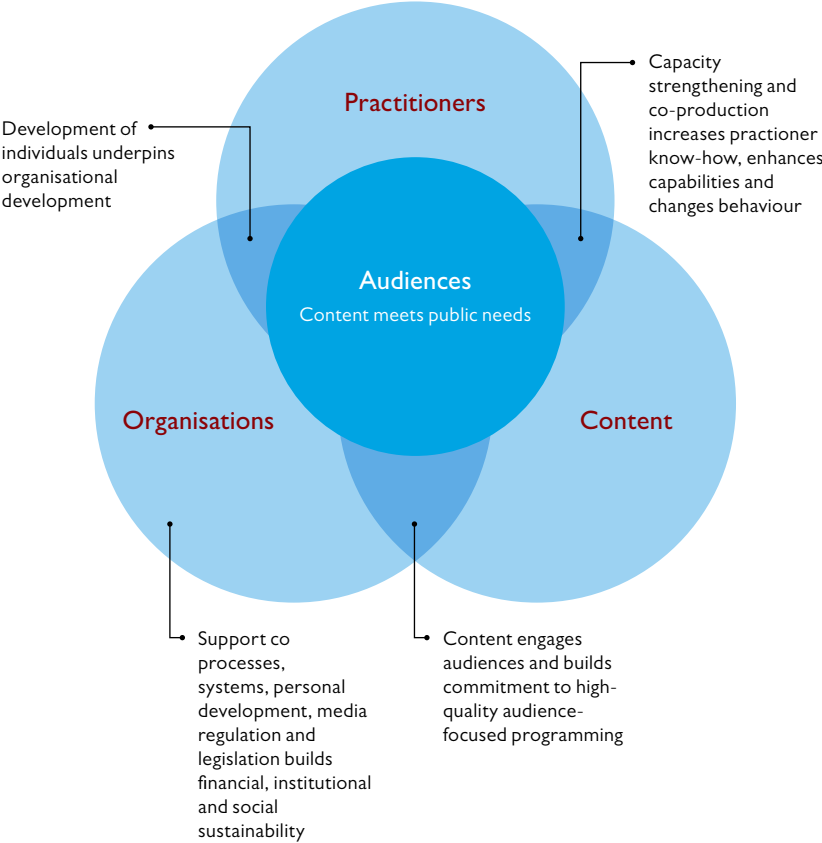 Practitioners
Capacity
strengthening and
co-production
increases practioner
know-how, enhances
capabilities and
changes behaviour
Development of
individuals underpins
organisational
development
Audiences
Content meets public needs
Organisations
Content
Support co
processes,
systems, personal
development, media
regulation and
legislation builds
financial, institutional
and social
sustainability
Content engages
audiences and builds
commitment to high-
quality audience-
focused programming